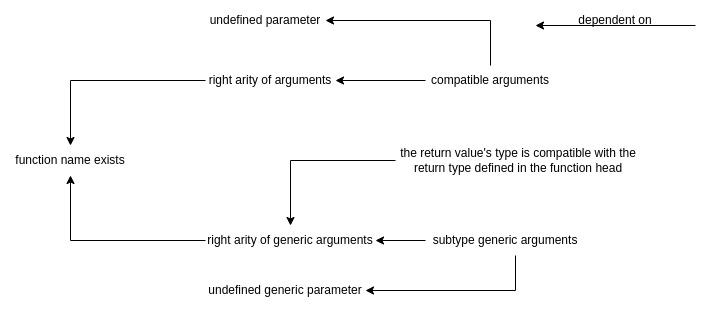 undefined parameter
dependent on
right arity of arguments
compatible arguments
function name exists
the return value's type is compatible with the
return type defined in the function head
right arity of generic arguments
subtype generic arguments
undefined generic parameter